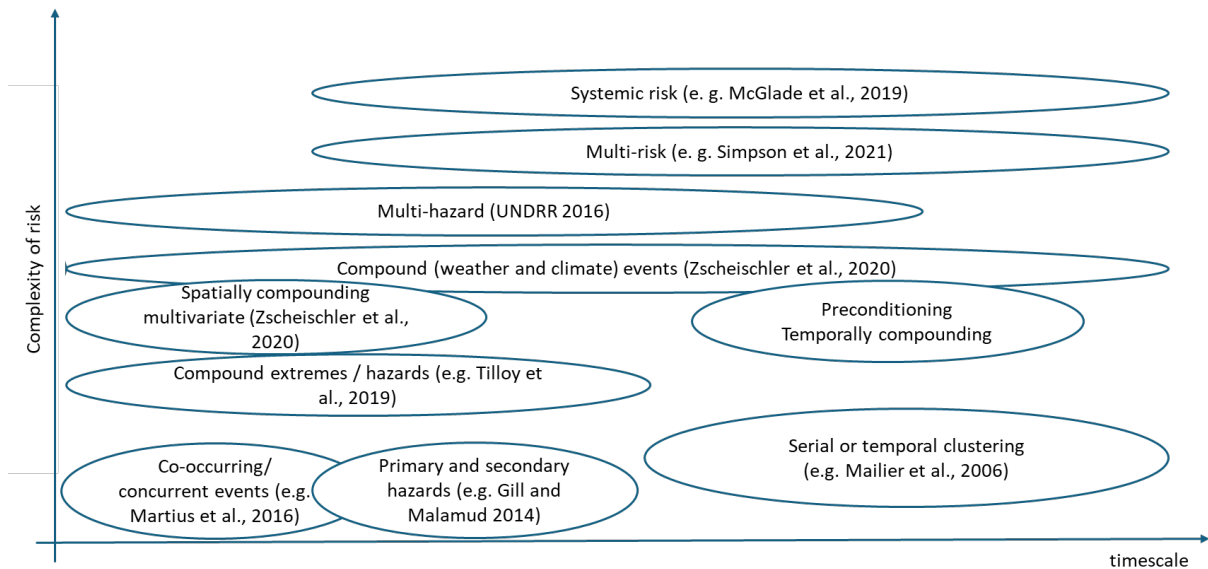 Systemic risk (e. g. McGlade et al., 2019)
Multi-risk (e. g. Simpson et al., 2021)
Multi-hazard (UNDRR 2016)
Compound (weather and climate) events (Zscheischler et al., 2020)
Spatially compounding
multivariate (Zscheischler et al.,
2020)
Preconditioning
Temporally compounding
Compound extremes / hazards (e.g. Tilloy et
al., 2019)
Serial or temporal clustering
(e.g. Mailier et al., 2006)
Co-occurring/
concurrent events (e.g.
Martius et al., 2016)
Primary and secondary
hazards (e.g. Gill and
Malamud 2014)
Complexity of risk
timescale